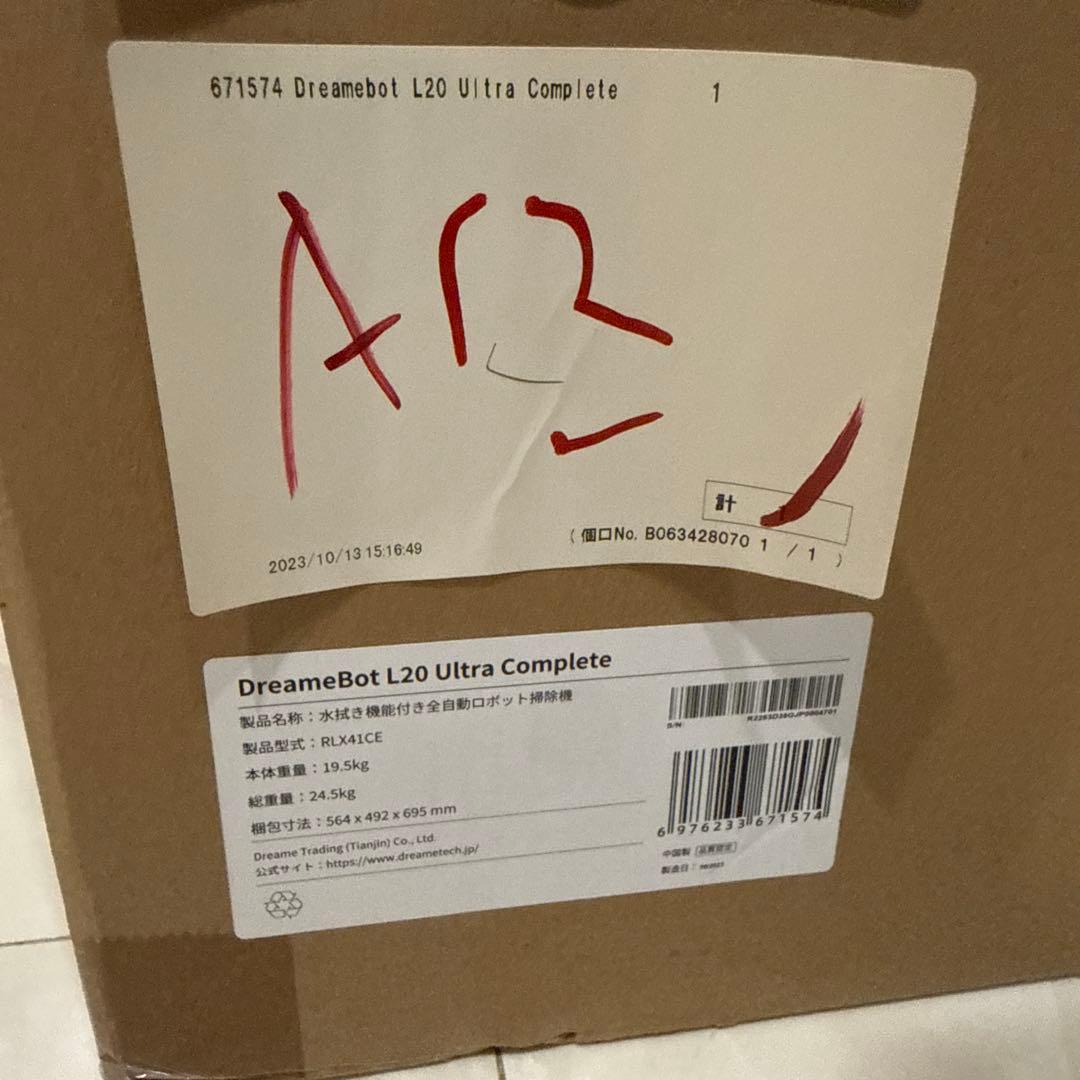 671574 Dreamebot L20 Ultra Complete 1
計
2023/10/13 15:16:49
( 個口No. B063428070 1 / 1 )
DreameBot L20 Ultra Complete
製品名称：水拭き機能付き全自動ロボット掃除機
製品型式：RLX41CE
本体重量：19.5kg
総重量：24.5kg
梱包寸法：564 x 492 x 695 mm
Dreame Trading (Tianjin) Co., Ltd.
公式サイト：https://www.dreametech.jp/
S/N:
6 976233 671574
中国製
製造日：